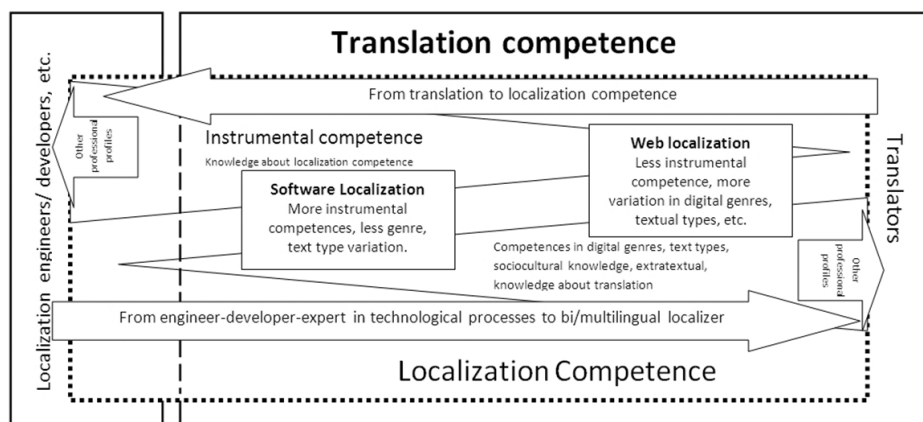 Translation competence
Localization engineers/ developers, etc.
From translation to localization competence
Other
professional
profiles
Instrumental competence
Knowledge about localization competence
Web localization
Less instrumental
competence, more
variation in digital genres,
textual types, etc.
Translators
Software Localization
More instrumental
competences, less genre,
text type variation.
Competences in digital genres, text types,
sociocultural knowledge, extratextual,
knowledge about translation
Other
professional
profiles
From engineer-developer-expert in technological processes to bi/multilingual localizer
Localization Competence